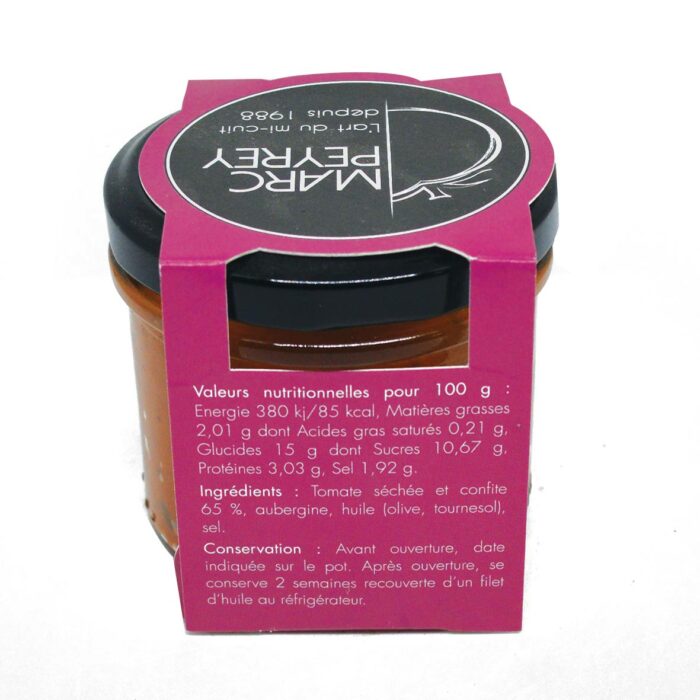 MARC
PEYREY
L'art du mi-cuit
depuis 1988
Valeurs nutritionnelles pour 100 g :
Energie 380 kj/85 kcal, Matières grasses
2,01 g dont Acides gras saturés 0,21 g,
Glucides 15 g dont Sucres 10,67 g,
Protéines 3,03 g, Sel 1,92 g.
Ingrédients : Tomate séchée et confite
65 %, aubergine, huile (olive, tournesol),
sel.
Conservation : Avant ouverture, date
indiquée sur le pot. Après ouverture, se
conserve 2 semaines recouverte d'un filet
d'huile au réfrigérateur.